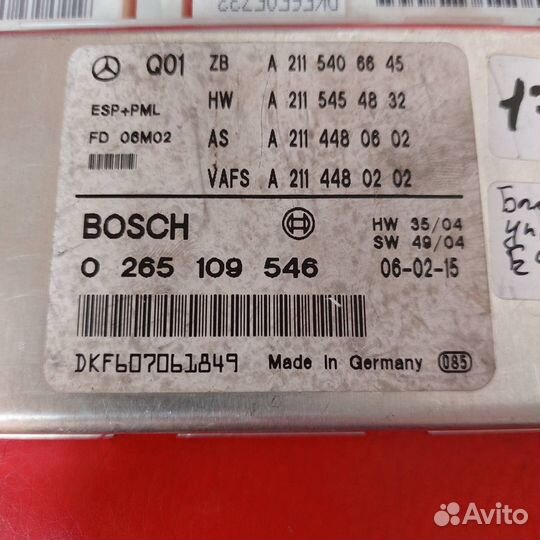 DKF6E0E7232
Q01 ZB A 211 540 66 45
ESP+PML HW A 211 545 48 32
FD 06M02 AS A 211 448 06 02
VAFS A 211 448 02 02
BOSCH HW 35/04
SW 49/04
0 265 109 546 06-02-15
DKF607061849 Made in Germany 085
Avito